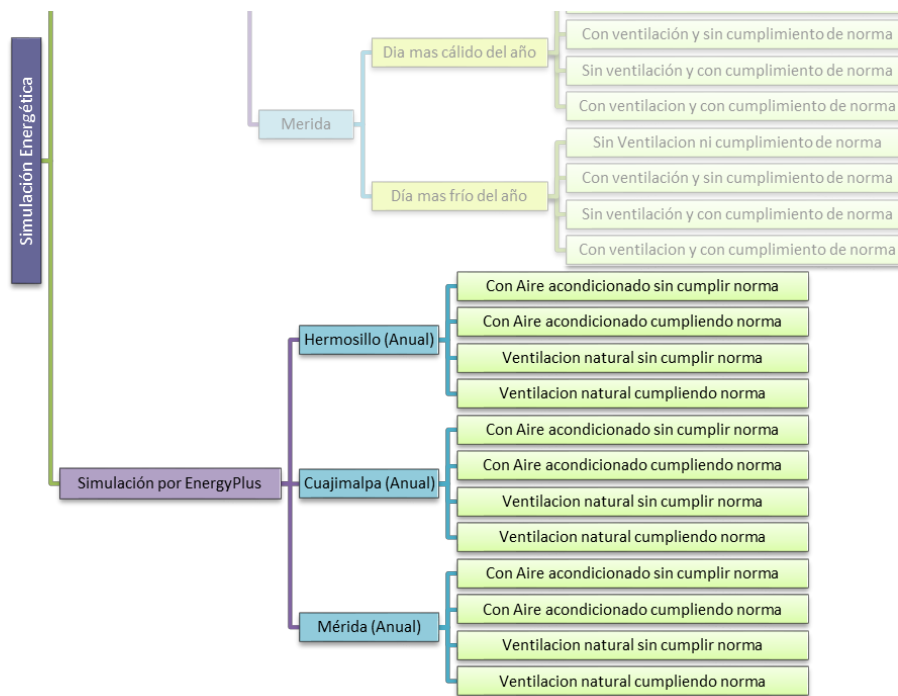 Simulación Energética
Merida
Dia mas cálido del año
Con ventilación y sin cumplimiento de norma
Sin ventilación y con cumplimiento de norma
Con ventilacion y con cumplimiento de norma
Día mas frío del año
Sin Ventilacion ni cumplimiento de norma
Con ventilación y sin cumplimiento de norma
Sin ventilación y con cumplimiento de norma
Con ventilacion y con cumplimiento de norma
Simulación por EnergyPlus
Hermosillo (Anual)
Con Aire acondicionado sin cumplir norma
Con Aire acondicionado cumpliendo norma
Ventilacion natural sin cumplir norma
Ventilacion natural cumpliendo norma
Cuajimalpa (Anual)
Con Aire acondicionado sin cumplir norma
Con Aire acondicionado cumpliendo norma
Ventilacion natural sin cumplir norma
Ventilacion natural cumpliendo norma
Mérida (Anual)
Con Aire acondicionado sin cumplir norma
Con Aire acondicionado cumpliendo norma
Ventilacion natural sin cumplir norma
Ventilacion natural cumpliendo norma